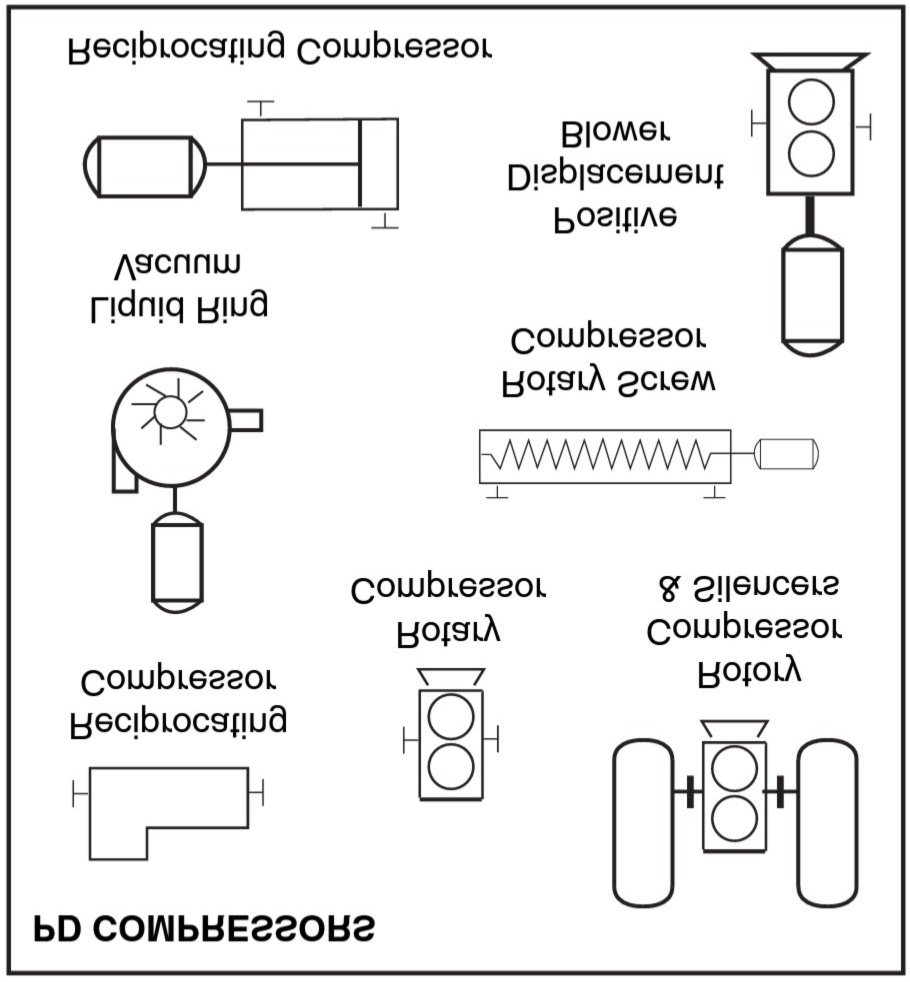 PD COMPRESSORS
Reciprocating
Compressor
Rotary
Compressor
Rotory
Compressor
& Silencers
Liquid Ring
Vacuum
Rotary Screw
Compressor
Reciprocating Compressor
Positive
Displacement
Blower